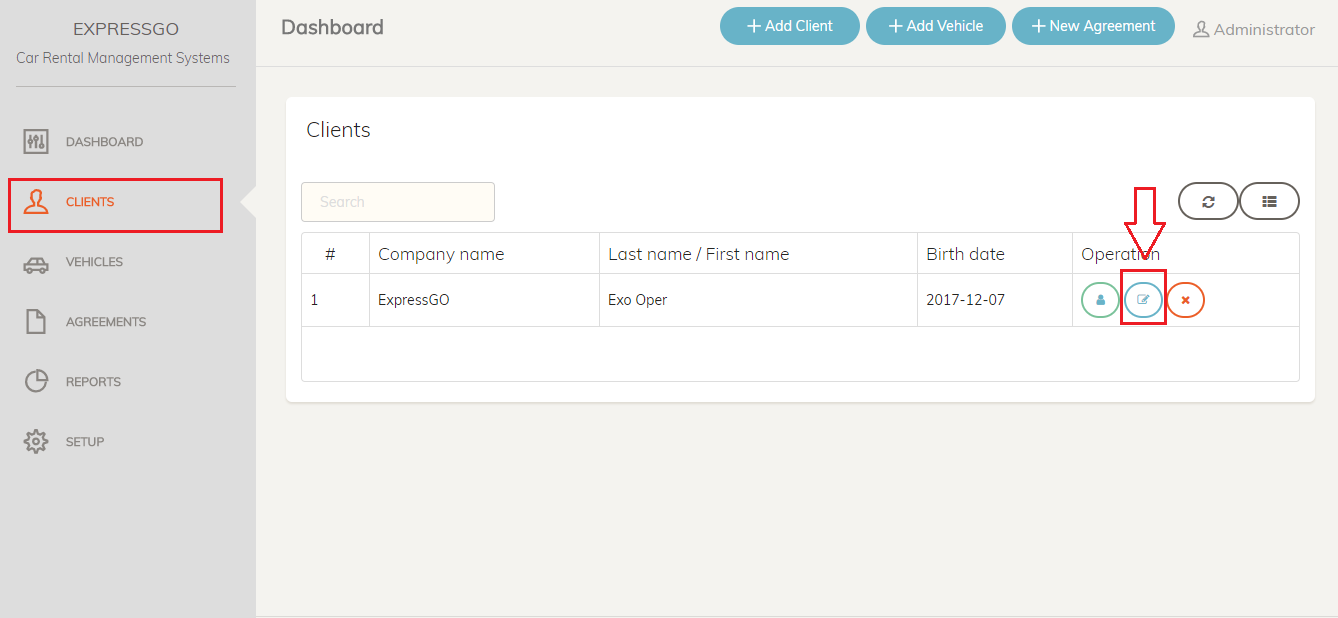 EXPRESSGO
Car Rental Management Systems
DASHBOARD
CLIENTS
VEHICLES
AGREEMENTS
REPORTS
SETUP
Dashboard
+ Add Client
+ Add Vehicle
+ New Agreement
Administrator
Clients
Search
# Company name Last name / First name Birth date Operation
1 ExpressGO Exo Oper 2017-12-07